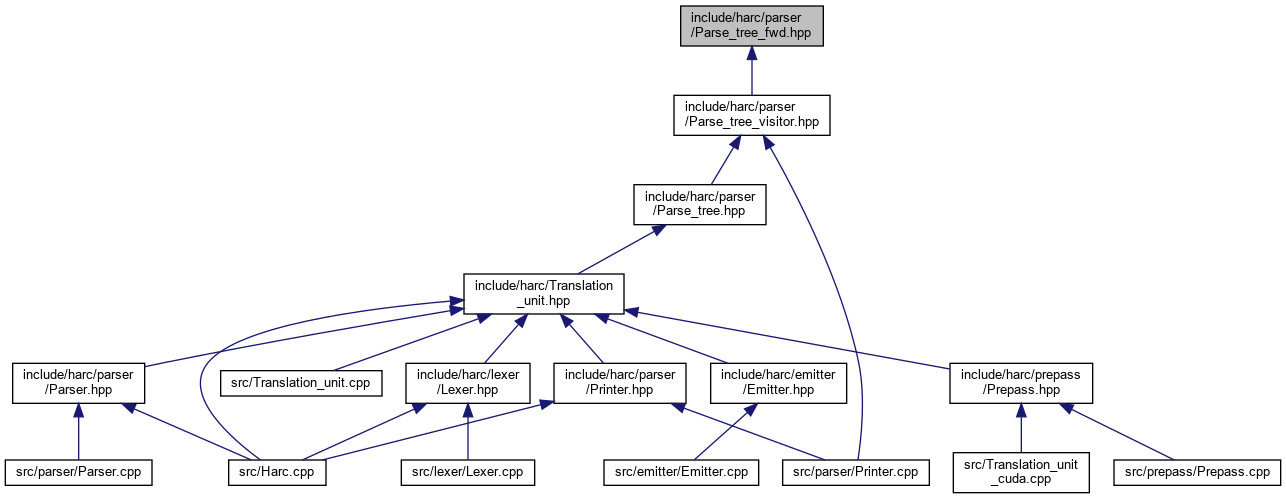 include/harc/parser
/Parse_tree_fwd.hpp
include/harc/parser
/Parse_tree_visitor.hpp
include/harc/parser
/Parse_tree.hpp
include/harc/Translation
_unit.hpp
include/harc/parser
/Parser.hpp
src/Translation_unit.cpp
include/harc/lexer
/Lexer.hpp
include/harc/parser
/Printer.hpp
include/harc/emitter
/Emitter.hpp
include/harc/prepass
/Prepass.hpp
src/parser/Parser.cpp
src/Harc.cpp
src/lexer/Lexer.cpp
src/emitter/Emitter.cpp
src/parser/Printer.cpp
src/Translation_unit
_cuda.cpp
src/prepass/Prepass.cpp